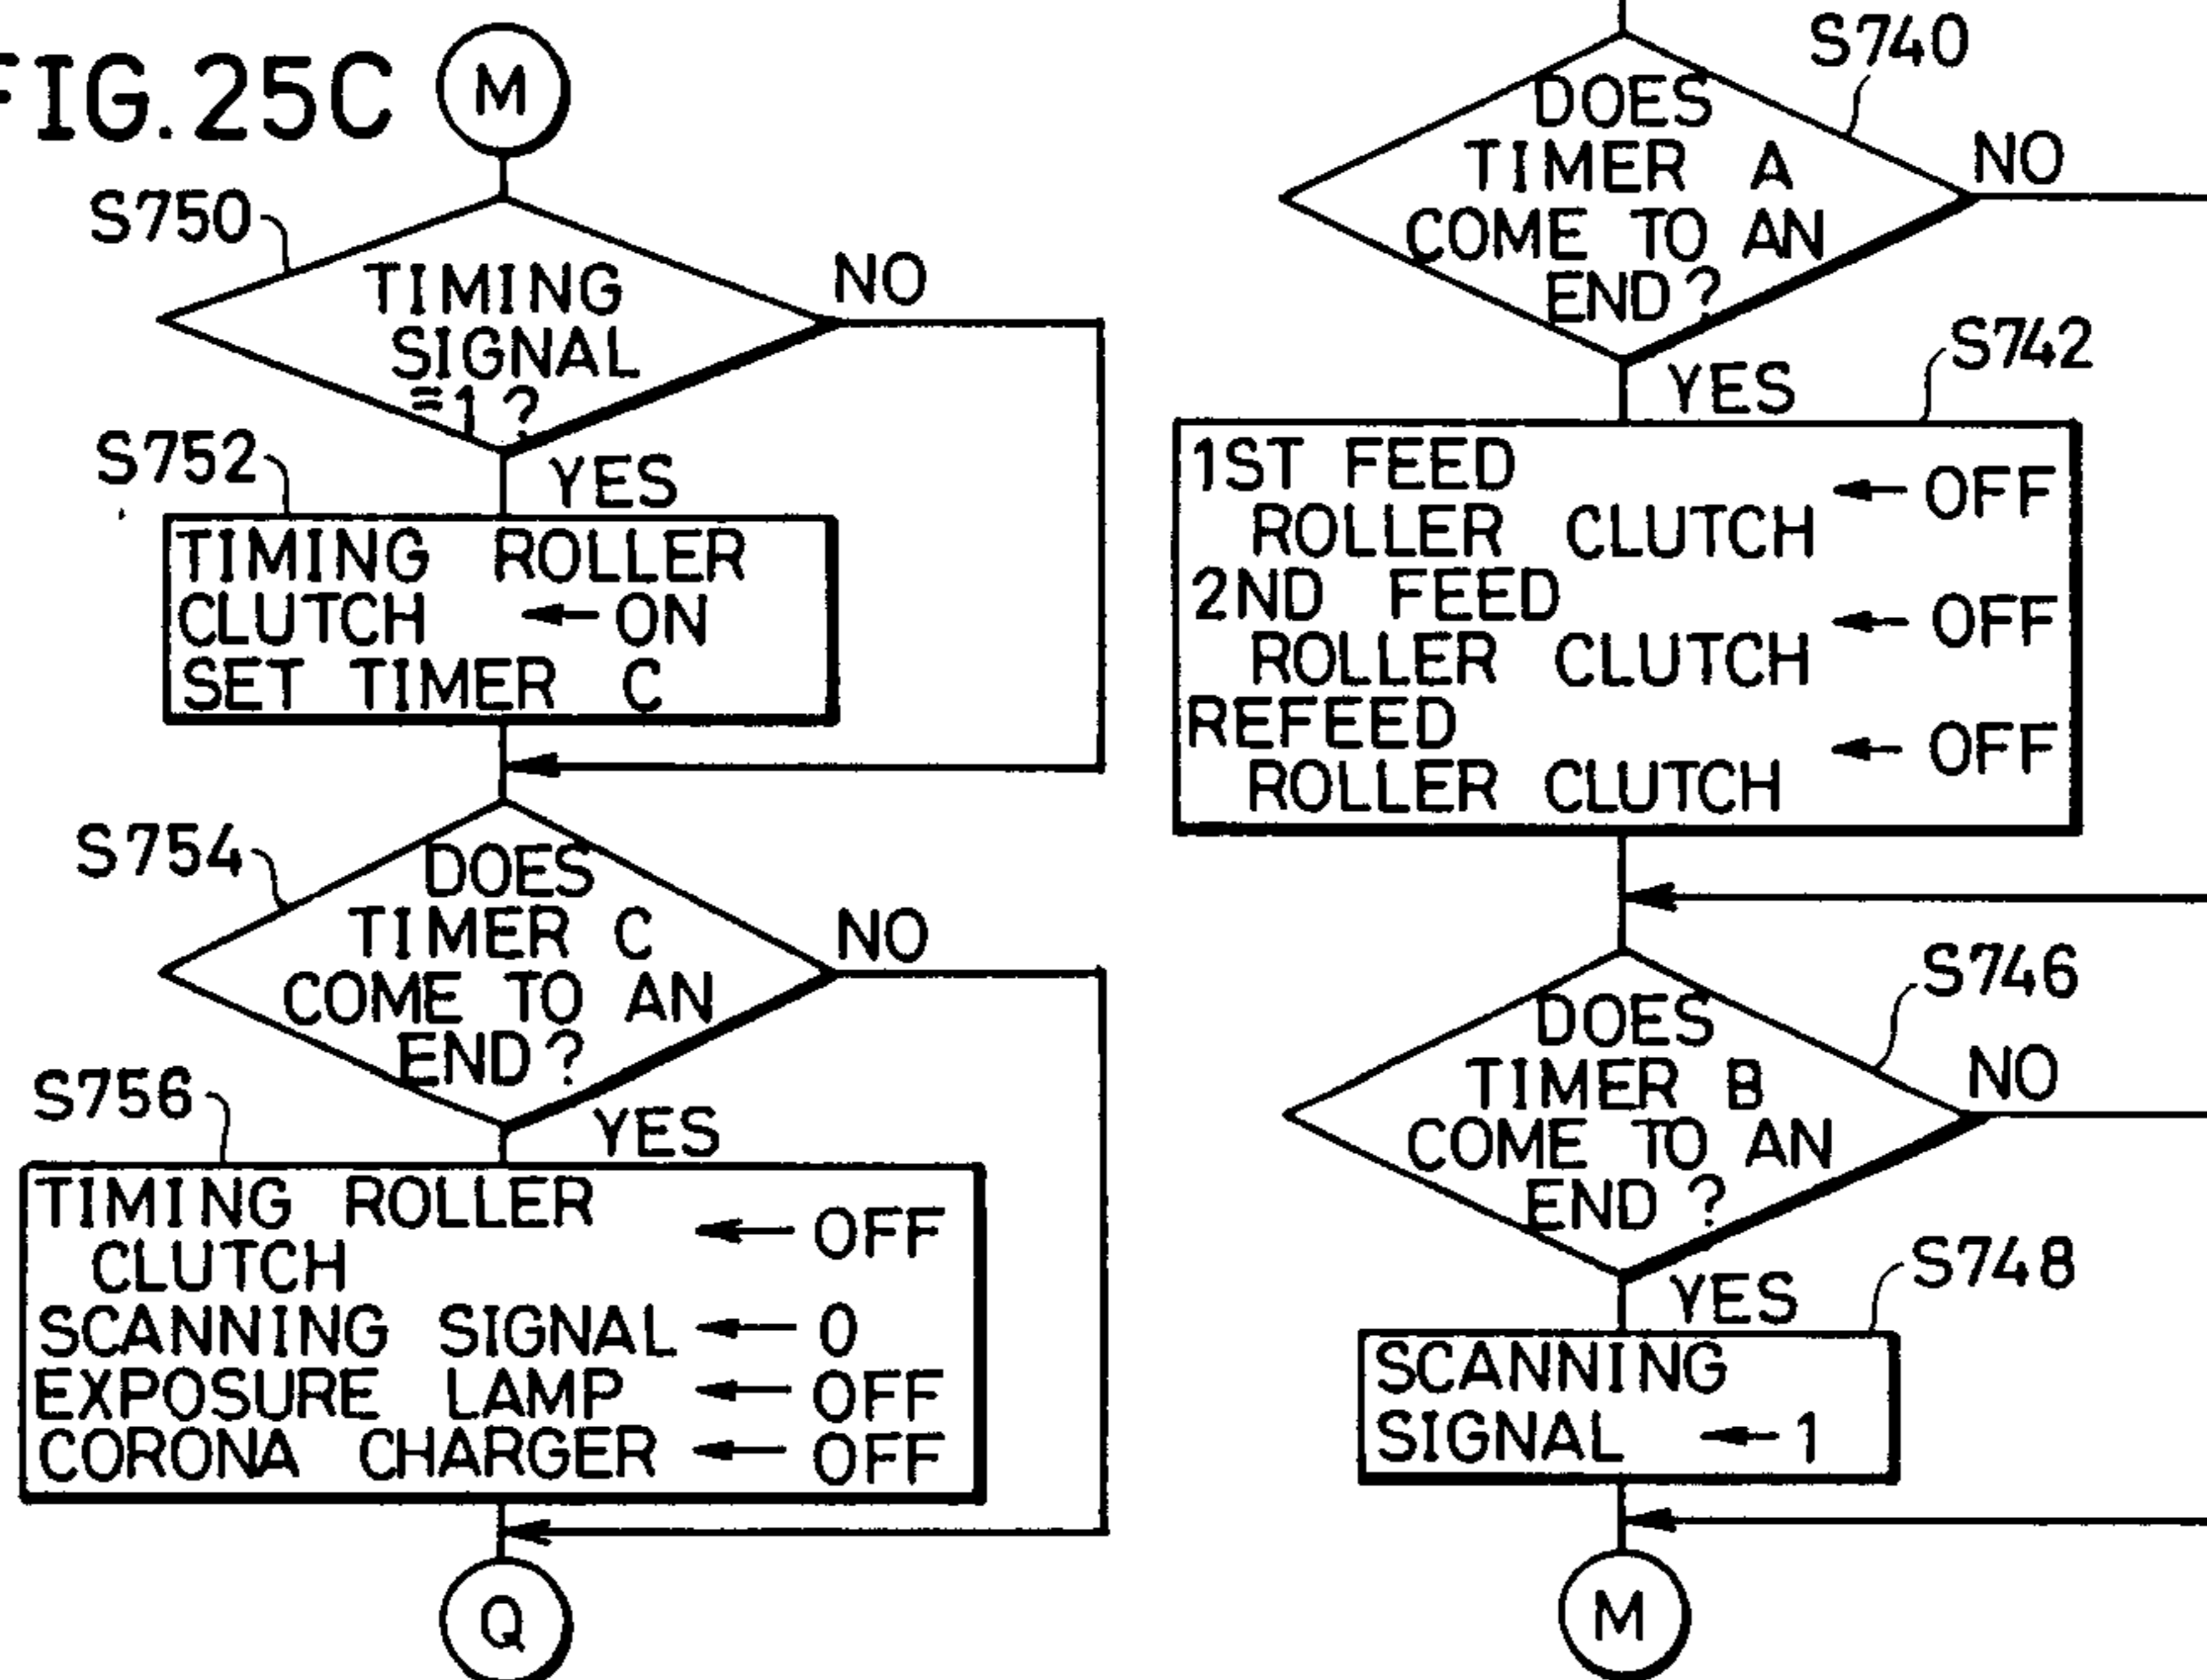 FIG. 25C
M
S750
TIMING
SIGNAL
=1 ?
NO
YES
S752
TIMING ROLLER
CLUTCH ← ON
SET TIMER C
S754
DOES
TIMER C
COME TO AN
END ?
NO
YES
S756
TIMING ROLLER
CLUTCH ← OFF
SCANNING SIGNAL ← 0
EXPOSURE LAMP ← OFF
CORONA CHARGER ← OFF
Q
S740
DOES
TIMER A
COME TO AN
END ?
NO
YES
S742
1ST FEED
ROLLER CLUTCH ← OFF
2ND FEED
ROLLER CLUTCH ← OFF
REFEED
ROLLER CLUTCH ← OFF
S746
DOES
TIMER B
COME TO AN
END ?
NO
YES
S748
SCANNING
SIGNAL ← 1
M